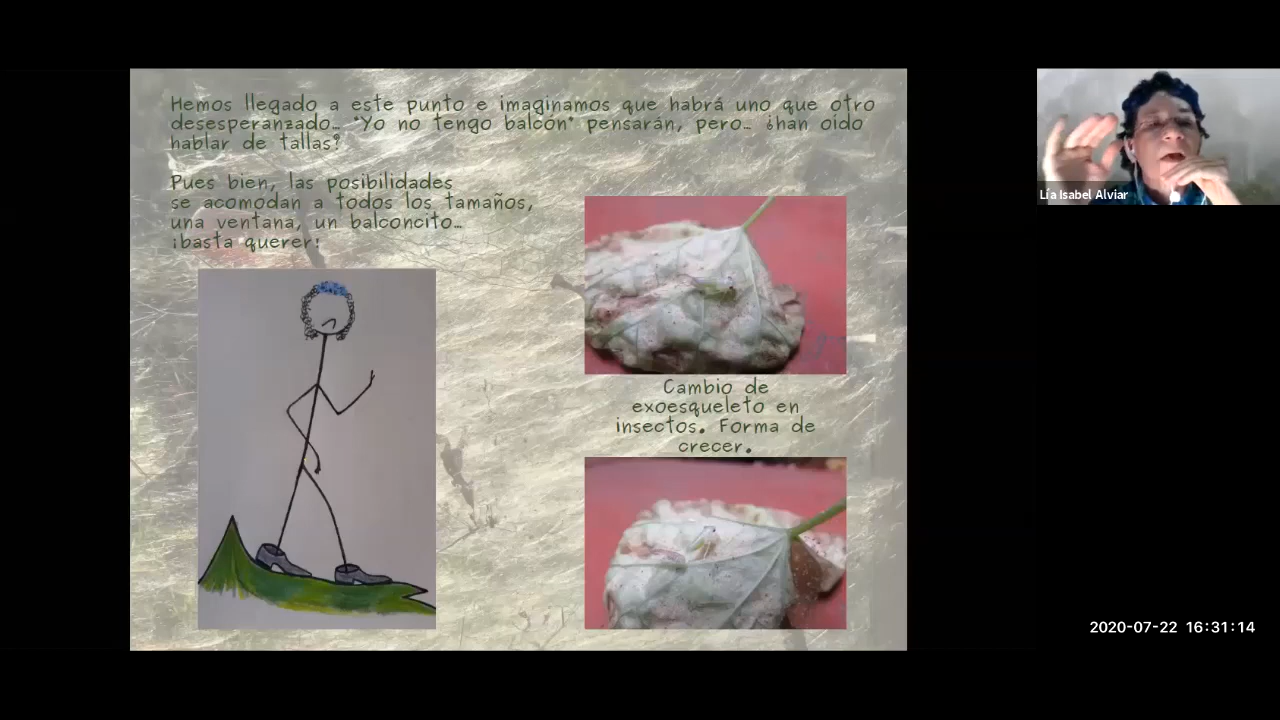 Hemos llegado a este punto e imaginamos que habrá uno que otro
desesperanzado... "Yo no tengo balcón" pensarán, pero... ¿han oído
hablar de tallas?
Pues bien, las posibilidades
se acomodan a todos los tamaños,
una ventana, un balconcito...
¡basta querer!
Cambio de
exoesqueleto en
insectos. Forma de
crecer.
Lía Isabel Alviar
2020-07-22 16:31:14